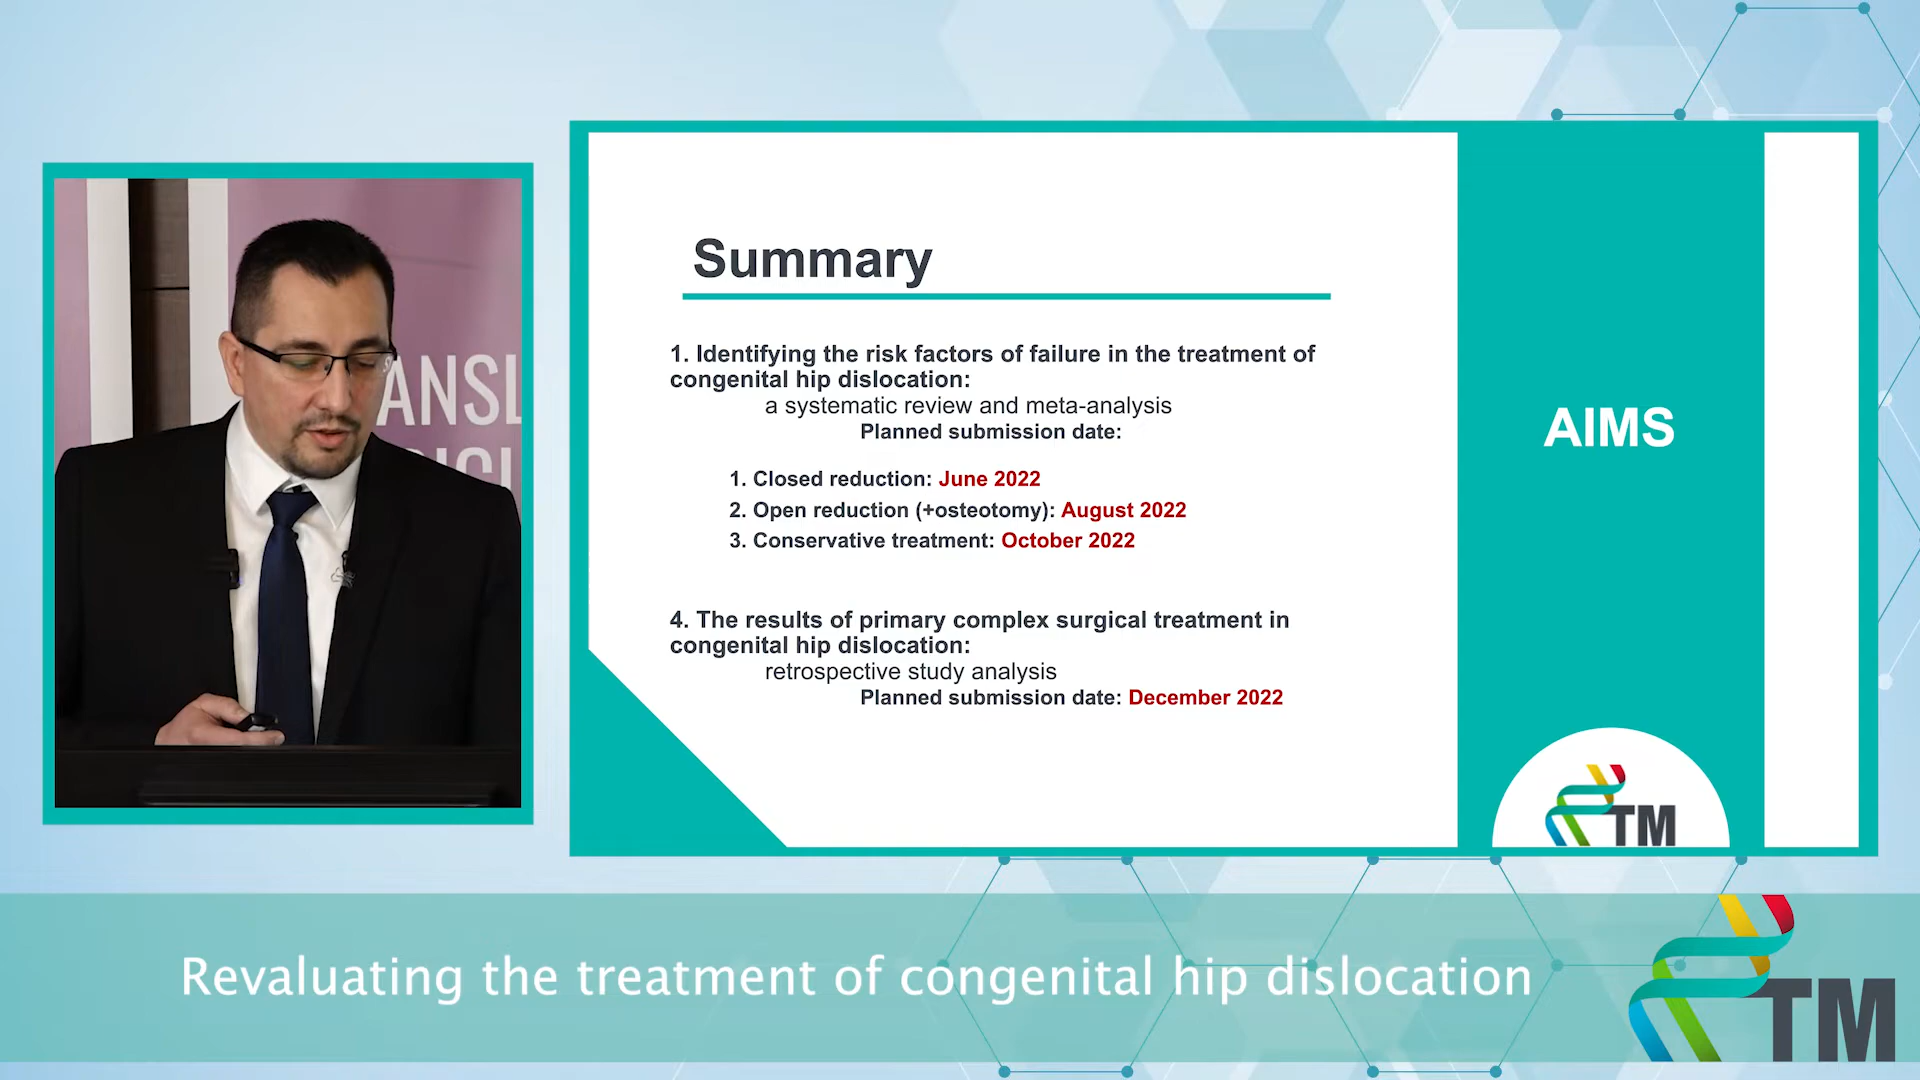 ANSL
Summary
1. Identifying the risk factors of failure in the treatment of
congenital hip dislocation:
a systematic review and meta-analysis
Planned submission date:
1. Closed reduction: June 2022
2. Open reduction (+osteotomy): August 2022
3. Conservative treatment: October 2022
4. The results of primary complex surgical treatment in
congenital hip dislocation:
retrospective study analysis
Planned submission date: December 2022
AIMS
TM
Revaluating the treatment of congenital hip dislocation
TM